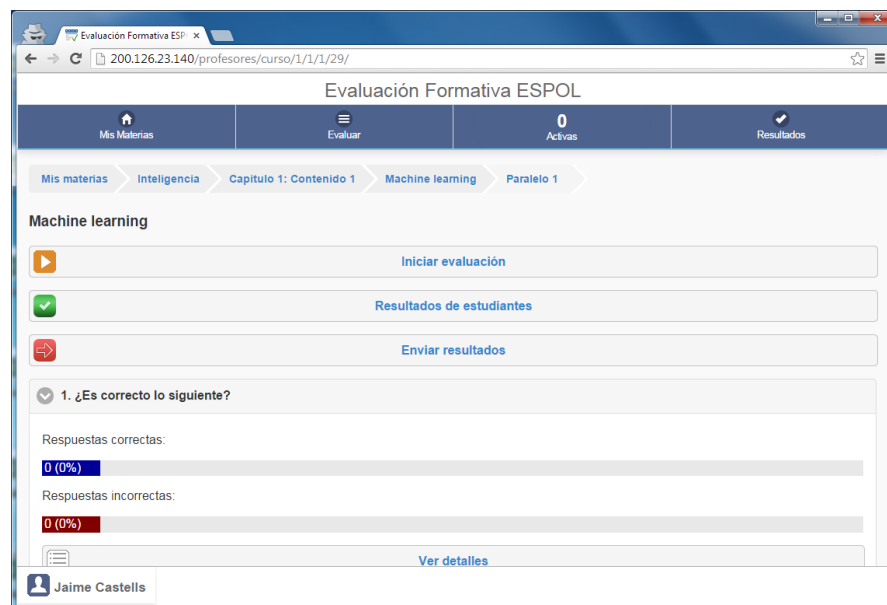 Evaluación Formativa ESP
200.126.23.140/profesores/curso/1/1/1/29/
Evaluación Formativa ESPOL
Mis Materias
Evaluar
0
Activas
Resultados
Mis materias Inteligencia Capítulo 1: Contenido 1 Machine learning Paralelo 1
Machine learning
Iniciar evaluación
Resultados de estudiantes
Enviar resultados
1. ¿Es correcto lo siguiente?
Respuestas correctas:
0 (0%)
Respuestas incorrectas:
0 (0%)
Ver detalles
Jaime Castells